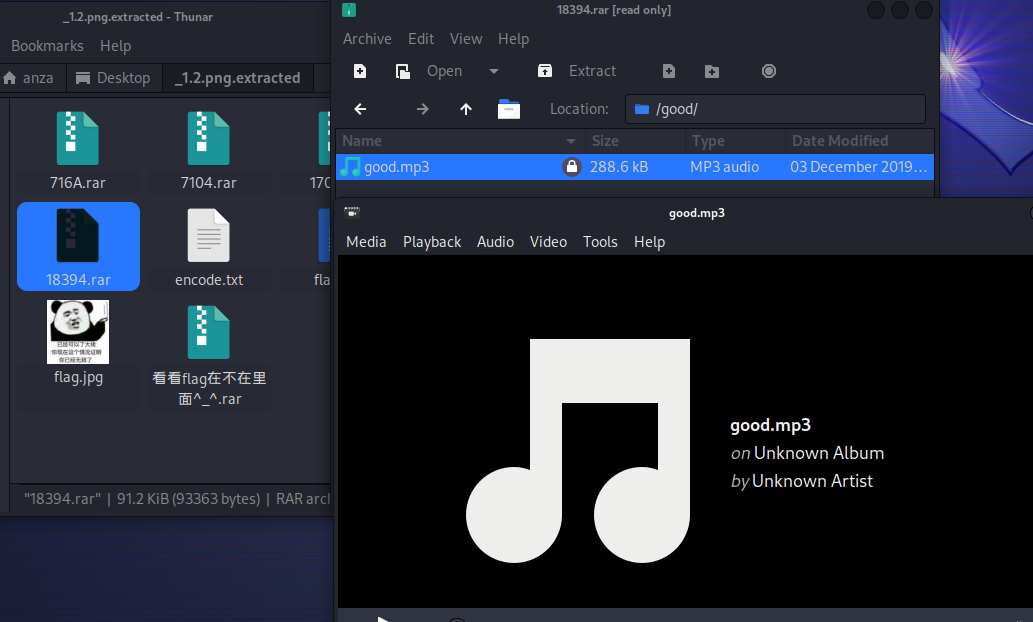 _1.2.png.extracted - Thunar
Bookmarks Help
anza Desktop _1.2.png.extracted
716A.rar 7104.rar 170
18394.rar encode.txt fla
flag.jpg 看看flag在不在里
面^_^.rar
已经可以了大佬
你现在这个情况证明
你已经无敌了
"18394.rar" | 91.2 KiB (93363 bytes) | RAR arch
18394.rar [read only]
Archive Edit View Help
Open Extract
Location: /good/
Name Size Type Date Modified
good.mp3 288.6 kB MP3 audio 03 December 2019...
good.mp3
Media Playback Audio Video Tools Help
good.mp3
on Unknown Album
by Unknown Artist